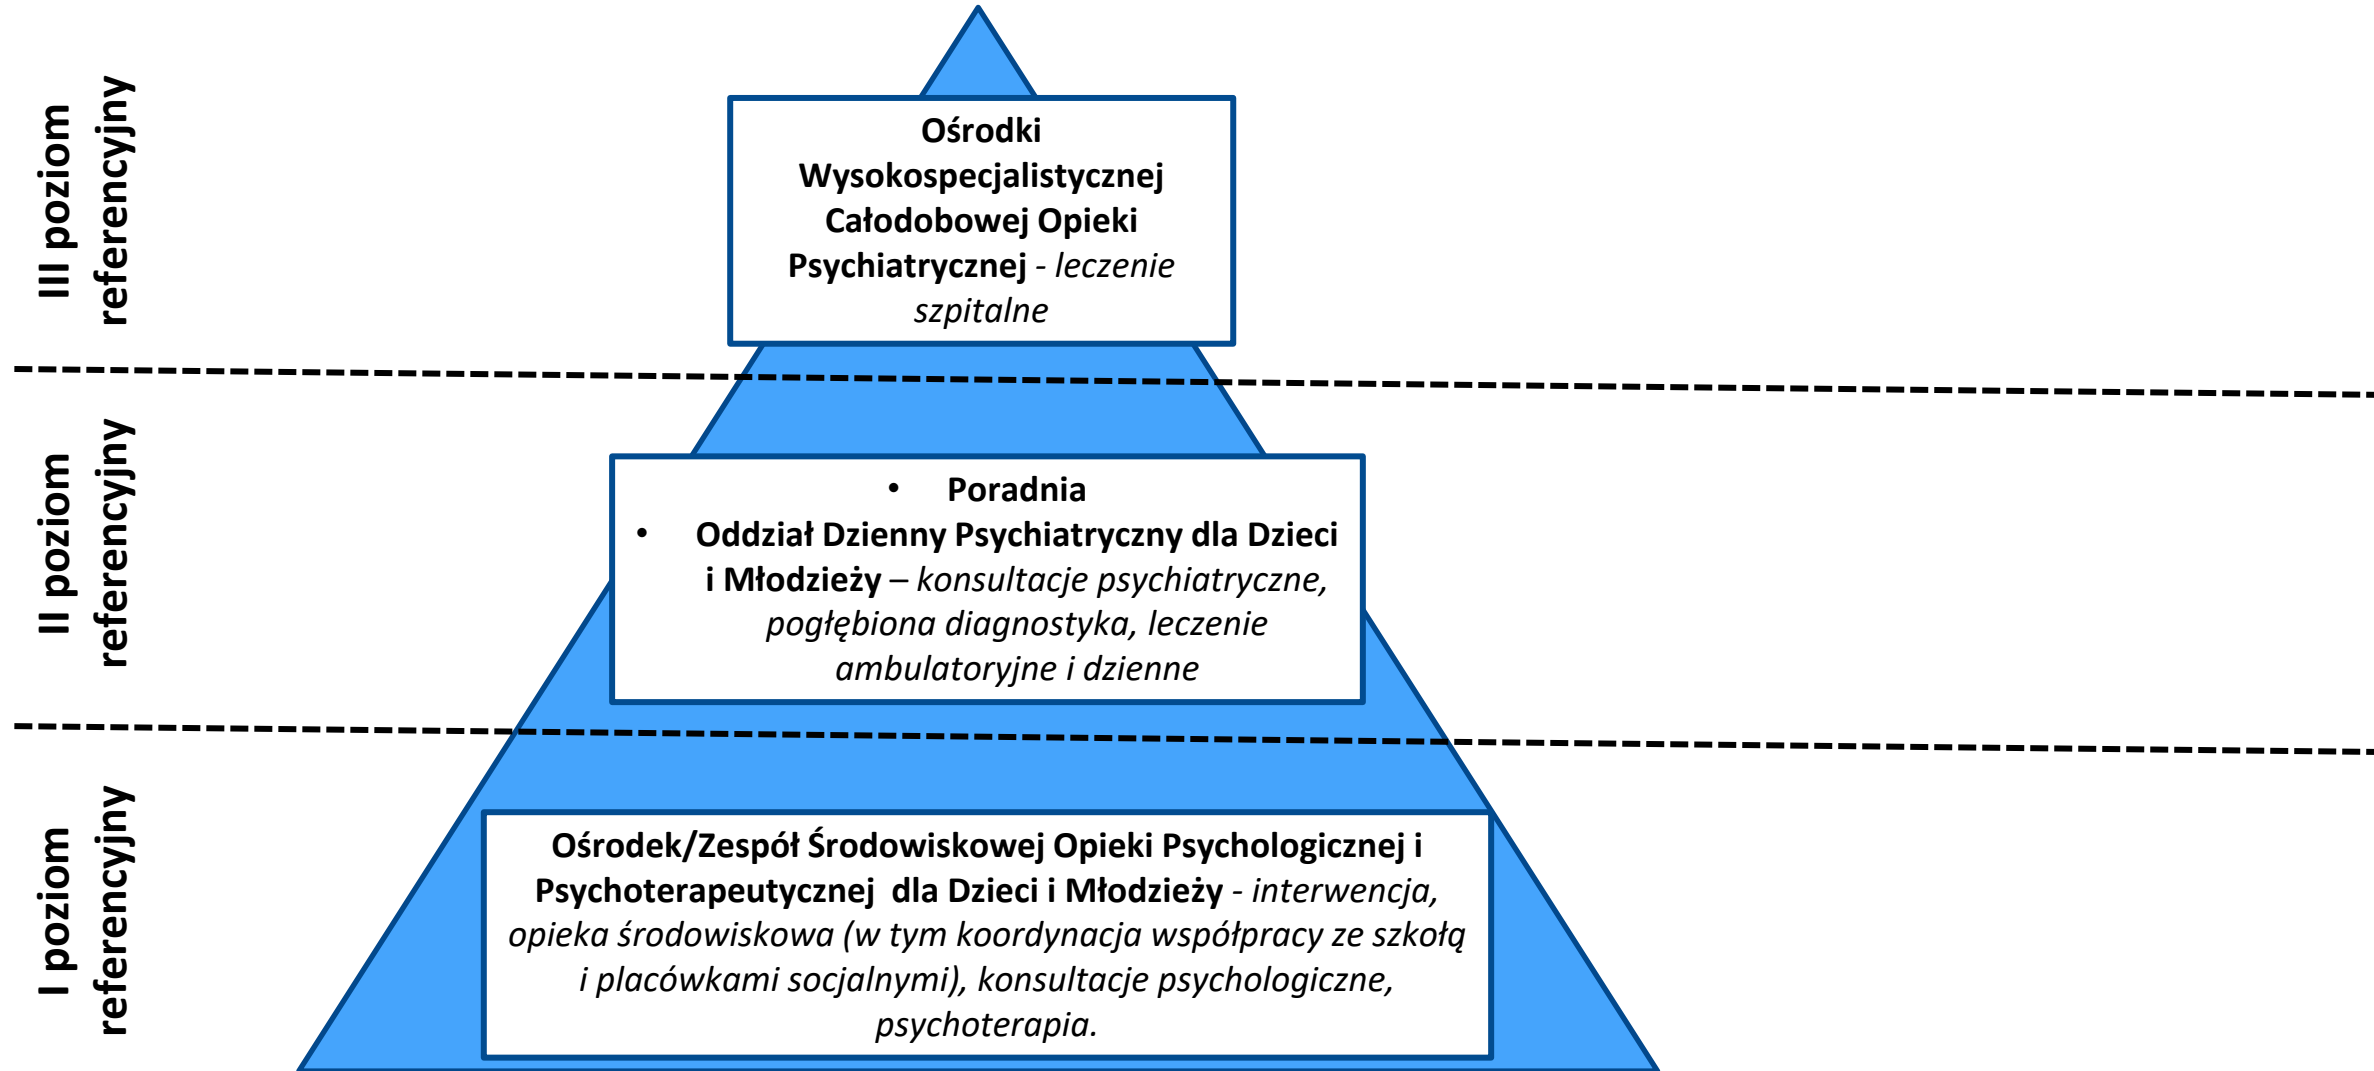 III poziom
referencyjny
Ośrodki
Wysokospecjalistycznej
Całodobowej Opieki
Psychiatrycznej - leczenie
szpitalne
II poziom
referencyjny
• Poradnia
• Oddział Dzienny Psychiatryczny dla Dzieci
i Młodzieży – konsultacje psychiatryczne,
pogłębiona diagnostyka, leczenie
ambulatoryjne i dzienne
I poziom
referencyjny
Ośrodek/Zespół Środowiskowej Opieki Psychologicznej i
Psychoterapeutycznej  dla Dzieci i Młodzieży - interwencja,
opieka środowiskowa (w tym koordynacja współpracy ze szkołą
i placówkami socjalnymi), konsultacje psychologiczne,
psychoterapia.